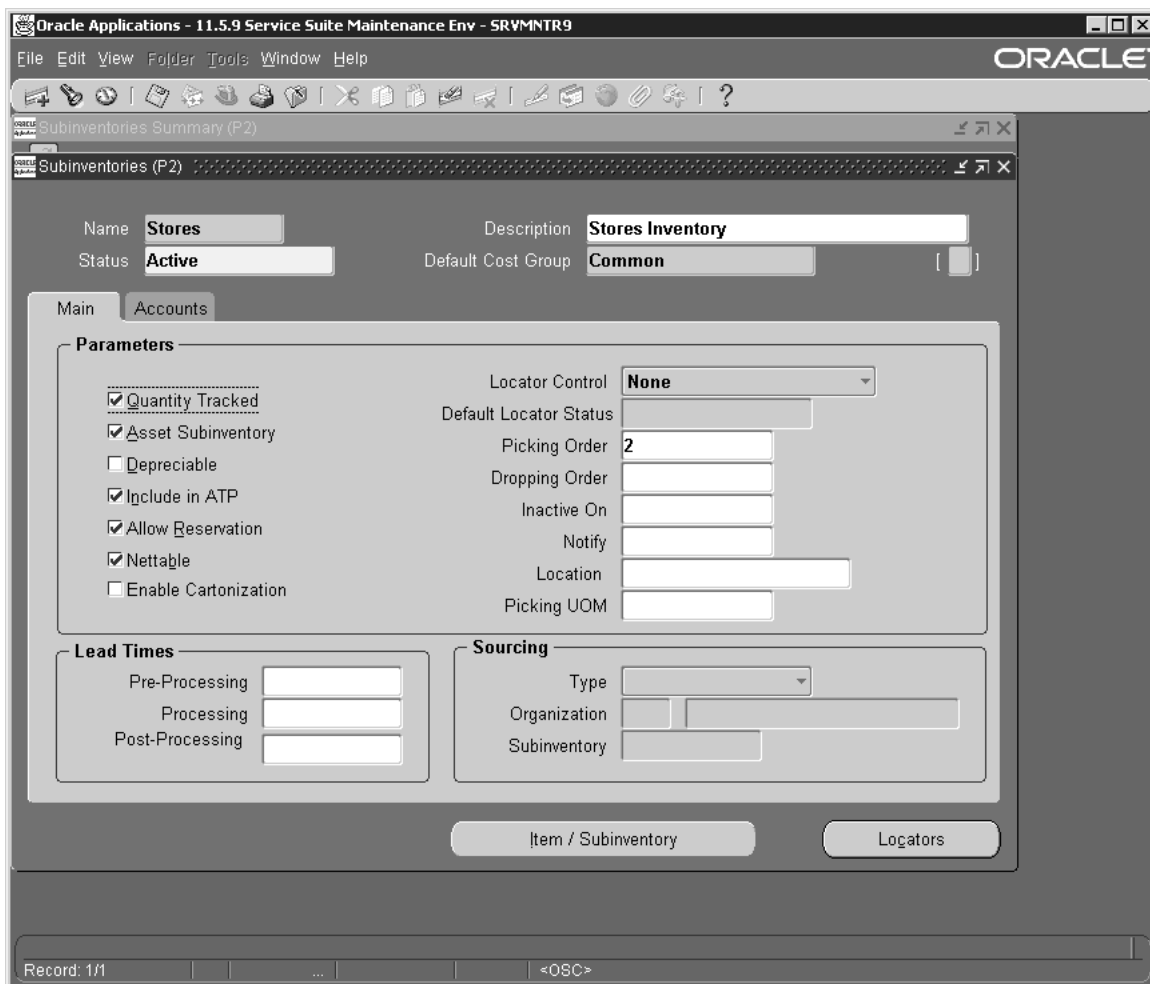 Oracle Applications - 11.5.9 Service Suite Maintenance Env - SRVMNTR9
File Edit View Folder Tools Window Help
ORACLE
Subinventories Summary (P2)
Subinventories (P2)
Name Stores Description Stores Inventory
Status Active Default Cost Group Common [ ]
Main Accounts
Parameters
Quantity Tracked
Asset Subinventory
Depreciable
Include in ATP
Allow Reservation
Nettable
Enable Cartonization
Locator Control None
Default Locator Status
Picking Order 2
Dropping Order
Inactive On
Notify
Location
Picking UOM
Lead Times
Pre-Processing
Processing
Post-Processing
Sourcing
Type
Organization
Subinventory
Item / Subinventory Locators
Record: 1/1 ... <OSC>